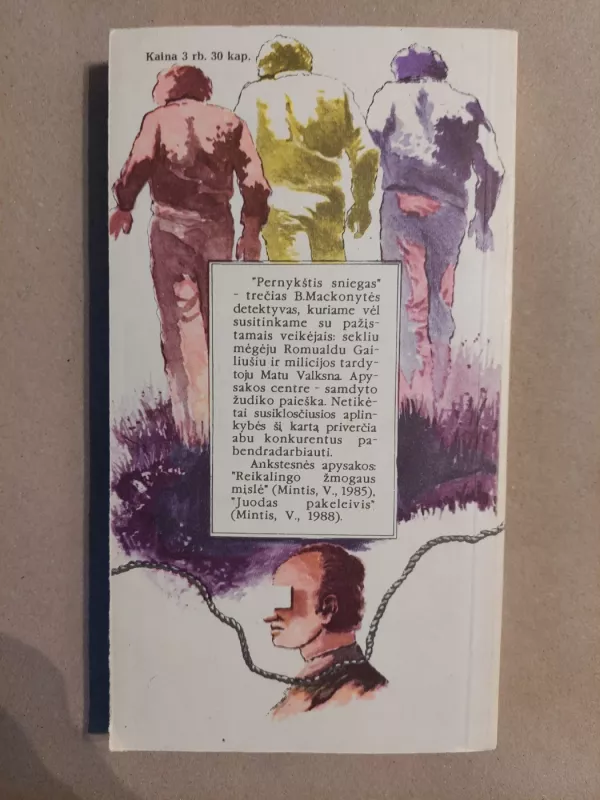 Kaina 3 rb. 30 kap.
"Pernykštis sniegas"
- trečias B.Mackonytės
detektyvas, kuriame vėl
susitinkame su pažįs-
tamais veikėjais: sekliu
mėgėju Romualdu Gai-
liušiu ir milicijos tardy-
toju Matu Valksna. Apy-
sakos centre - samdyto
žudiko paieška. Netikė-
tai susiklosčiusios aplin-
kybės šį kartą priverčia
abu konkurentus pa-
bendradarbiauti.
Ankstesnės apysakos:
"Reikalingo žmogaus
mįslė" (Mintis, V., 1985),
"Juodas pakeleivis"
(Mintis, V., 1988).